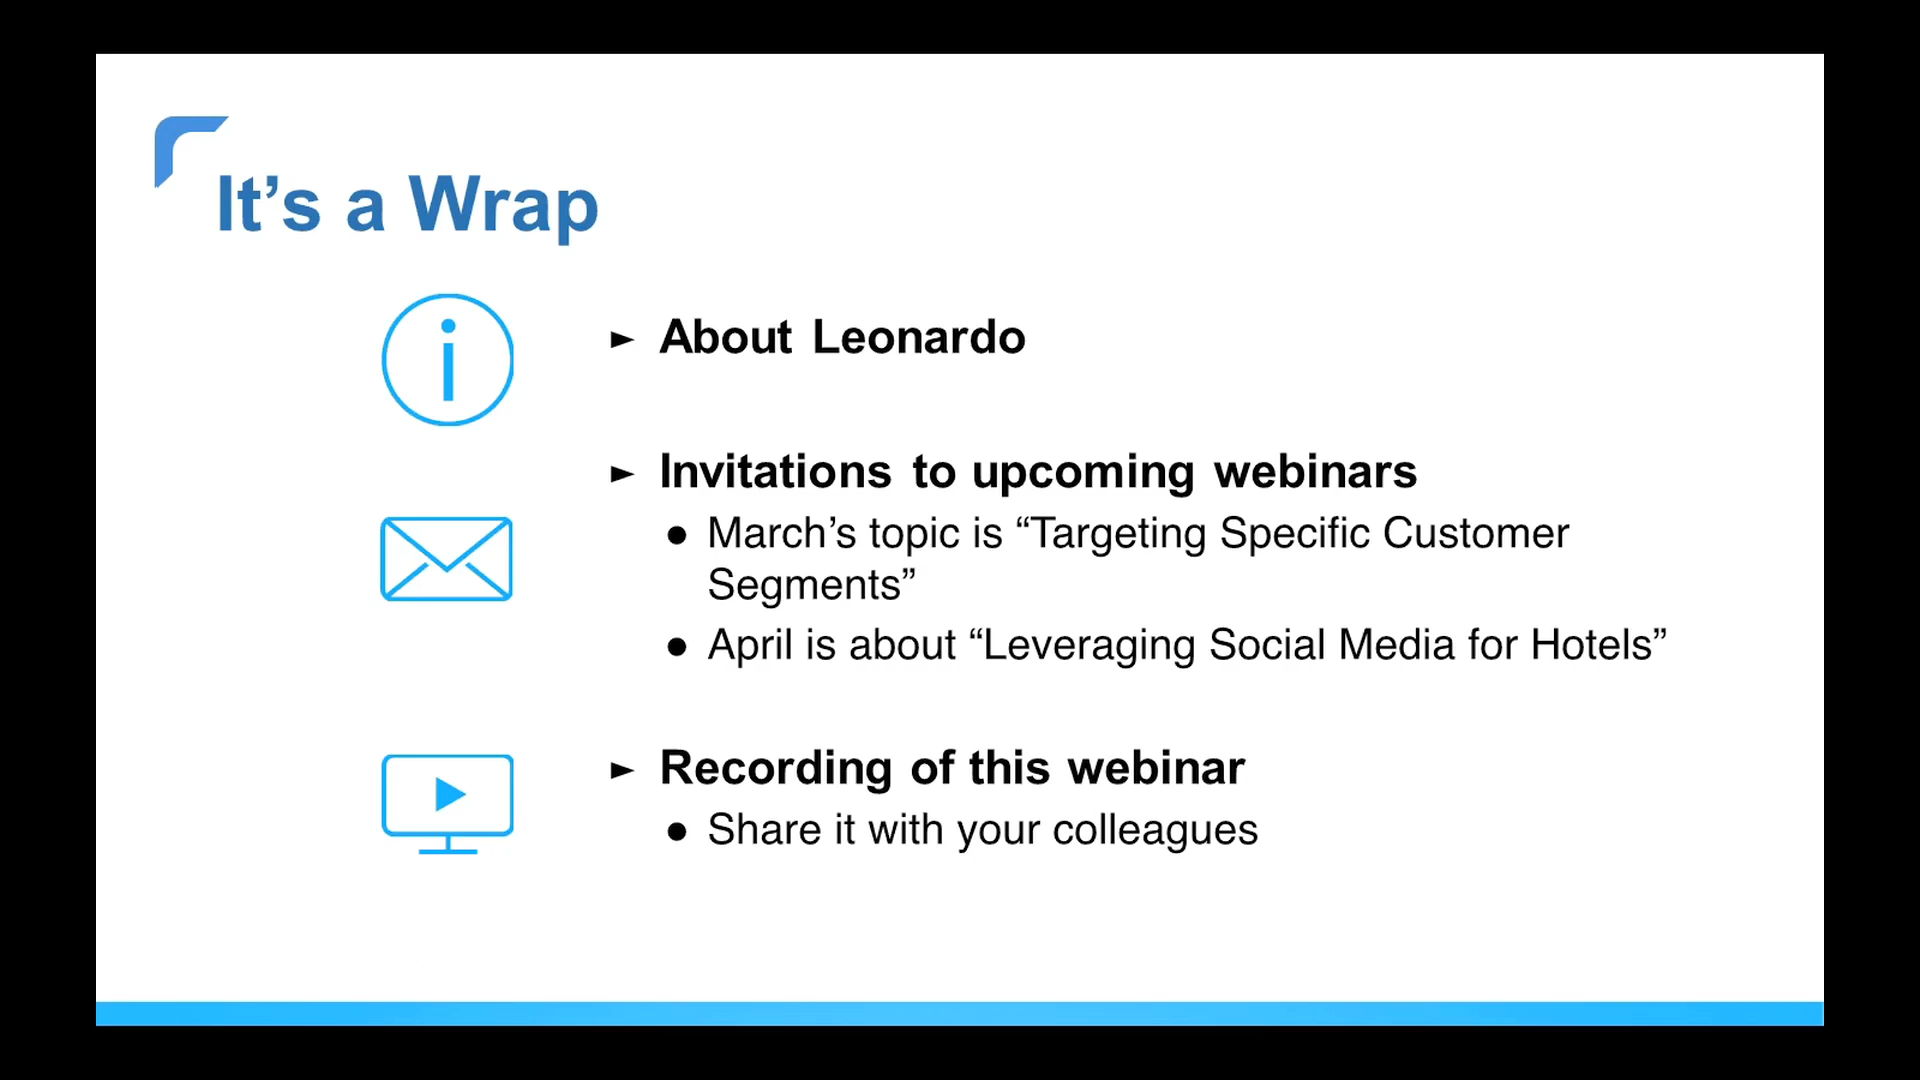 It’s a Wrap
► About Leonardo
► Invitations to upcoming webinars
● March’s topic is “Targeting Specific Customer
Segments”
● April is about “Leveraging Social Media for Hotels”
► Recording of this webinar
● Share it with your colleagues